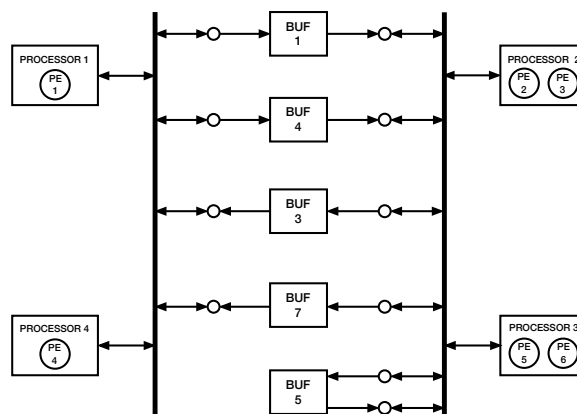 BUF
1
PROCESSOR 1
PE
1
PROCESSOR 2
PE
2
PE
3
BUF
4
BUF
3
BUF
7
PROCESSOR 4
PE
4
PROCESSOR 3
PE
5
PE
6
BUF
5